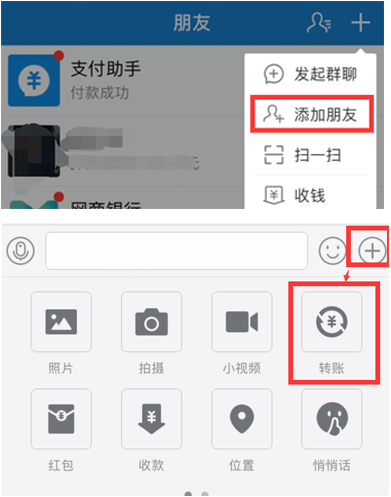 朋友
支付助手
付款成功
网商银行
发起群聊
添加朋友
扫一扫
收钱
照片
拍摄
小视频
转账
红包
收款
位置
悄悄话